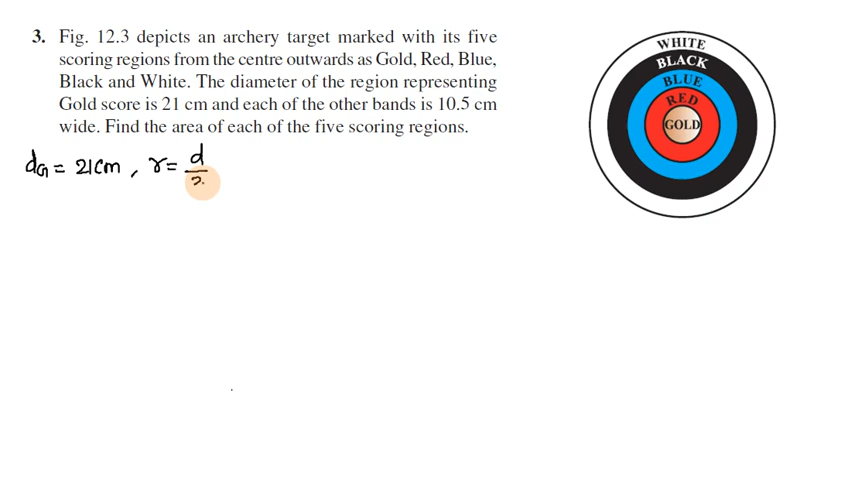 3. Fig. 12.3 depicts an archery target marked with its five
scoring regions from the centre outwards as Gold, Red, Blue,
Black and White. The diameter of the region representing
Gold score is 21 cm and each of the other bands is 10.5 cm
wide. Find the area of each of the five scoring regions.
d_G = 21cm , r = d/2
WHITE
BLACK
BLUE
RED
GOLD